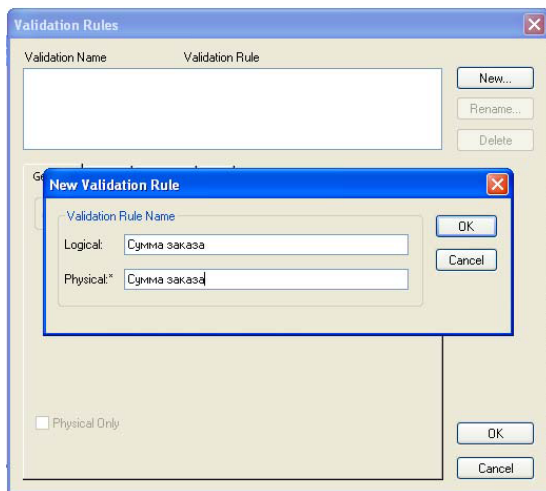 Validation Rules
Validation Name Validation Rule
New...
Rename...
Delete
Ge
New Validation Rule
Validation Rule Name
Logical: Сумма заказа
Physical:* Сумма заказа
OK
Cancel
Physical Only
OK
Cancel